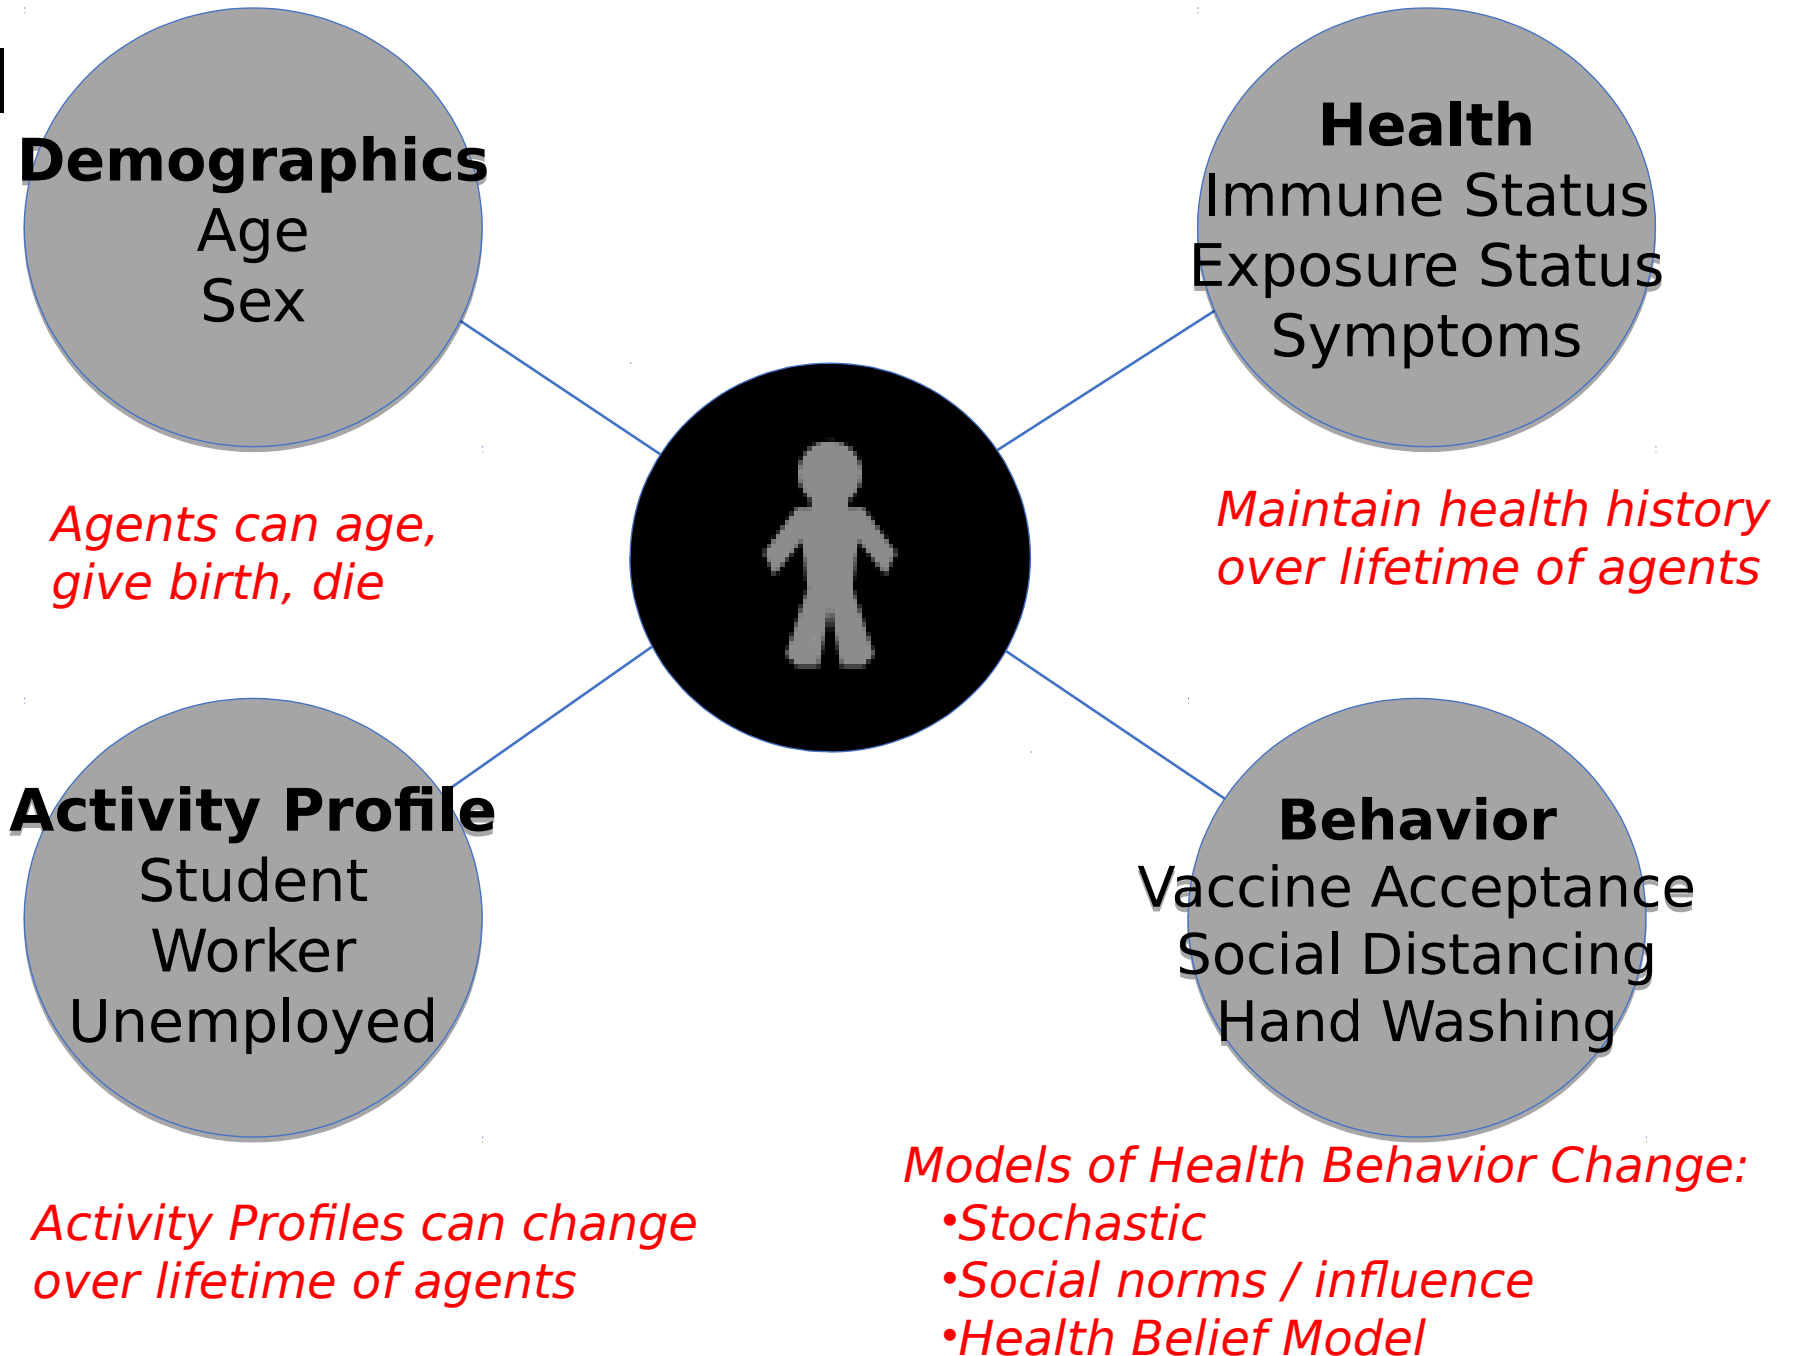 Demographics
Age
Sex
Health
Immune Status
Exposure Status
Symptoms
Agents can age,
give birth, die
Maintain health history
over lifetime of agents
Activity Profile
Student
Worker
Unemployed
Behavior
Vaccine Acceptance
Social Distancing
Hand Washing
Activity Profiles can change
over lifetime of agents
Models of Health Behavior Change:
•Stochastic
•Social norms / influence
•Health Belief Model